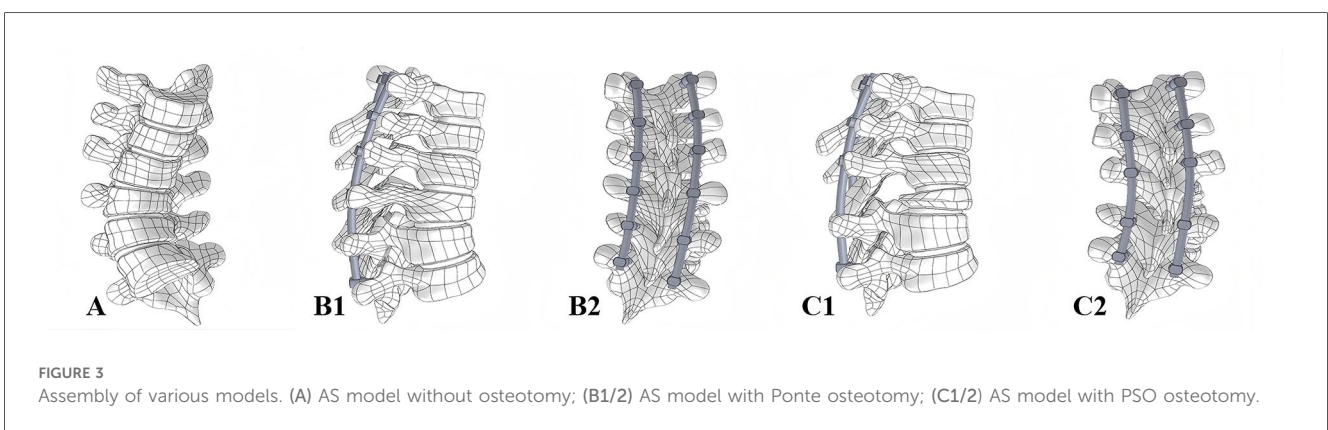 A
B1
B2
C1
C2
FIGURE 3
Assembly of various models. (A) AS model without osteotomy; (B1/2) AS model with Ponte osteotomy; (C1/2) AS model with PSO osteotomy.